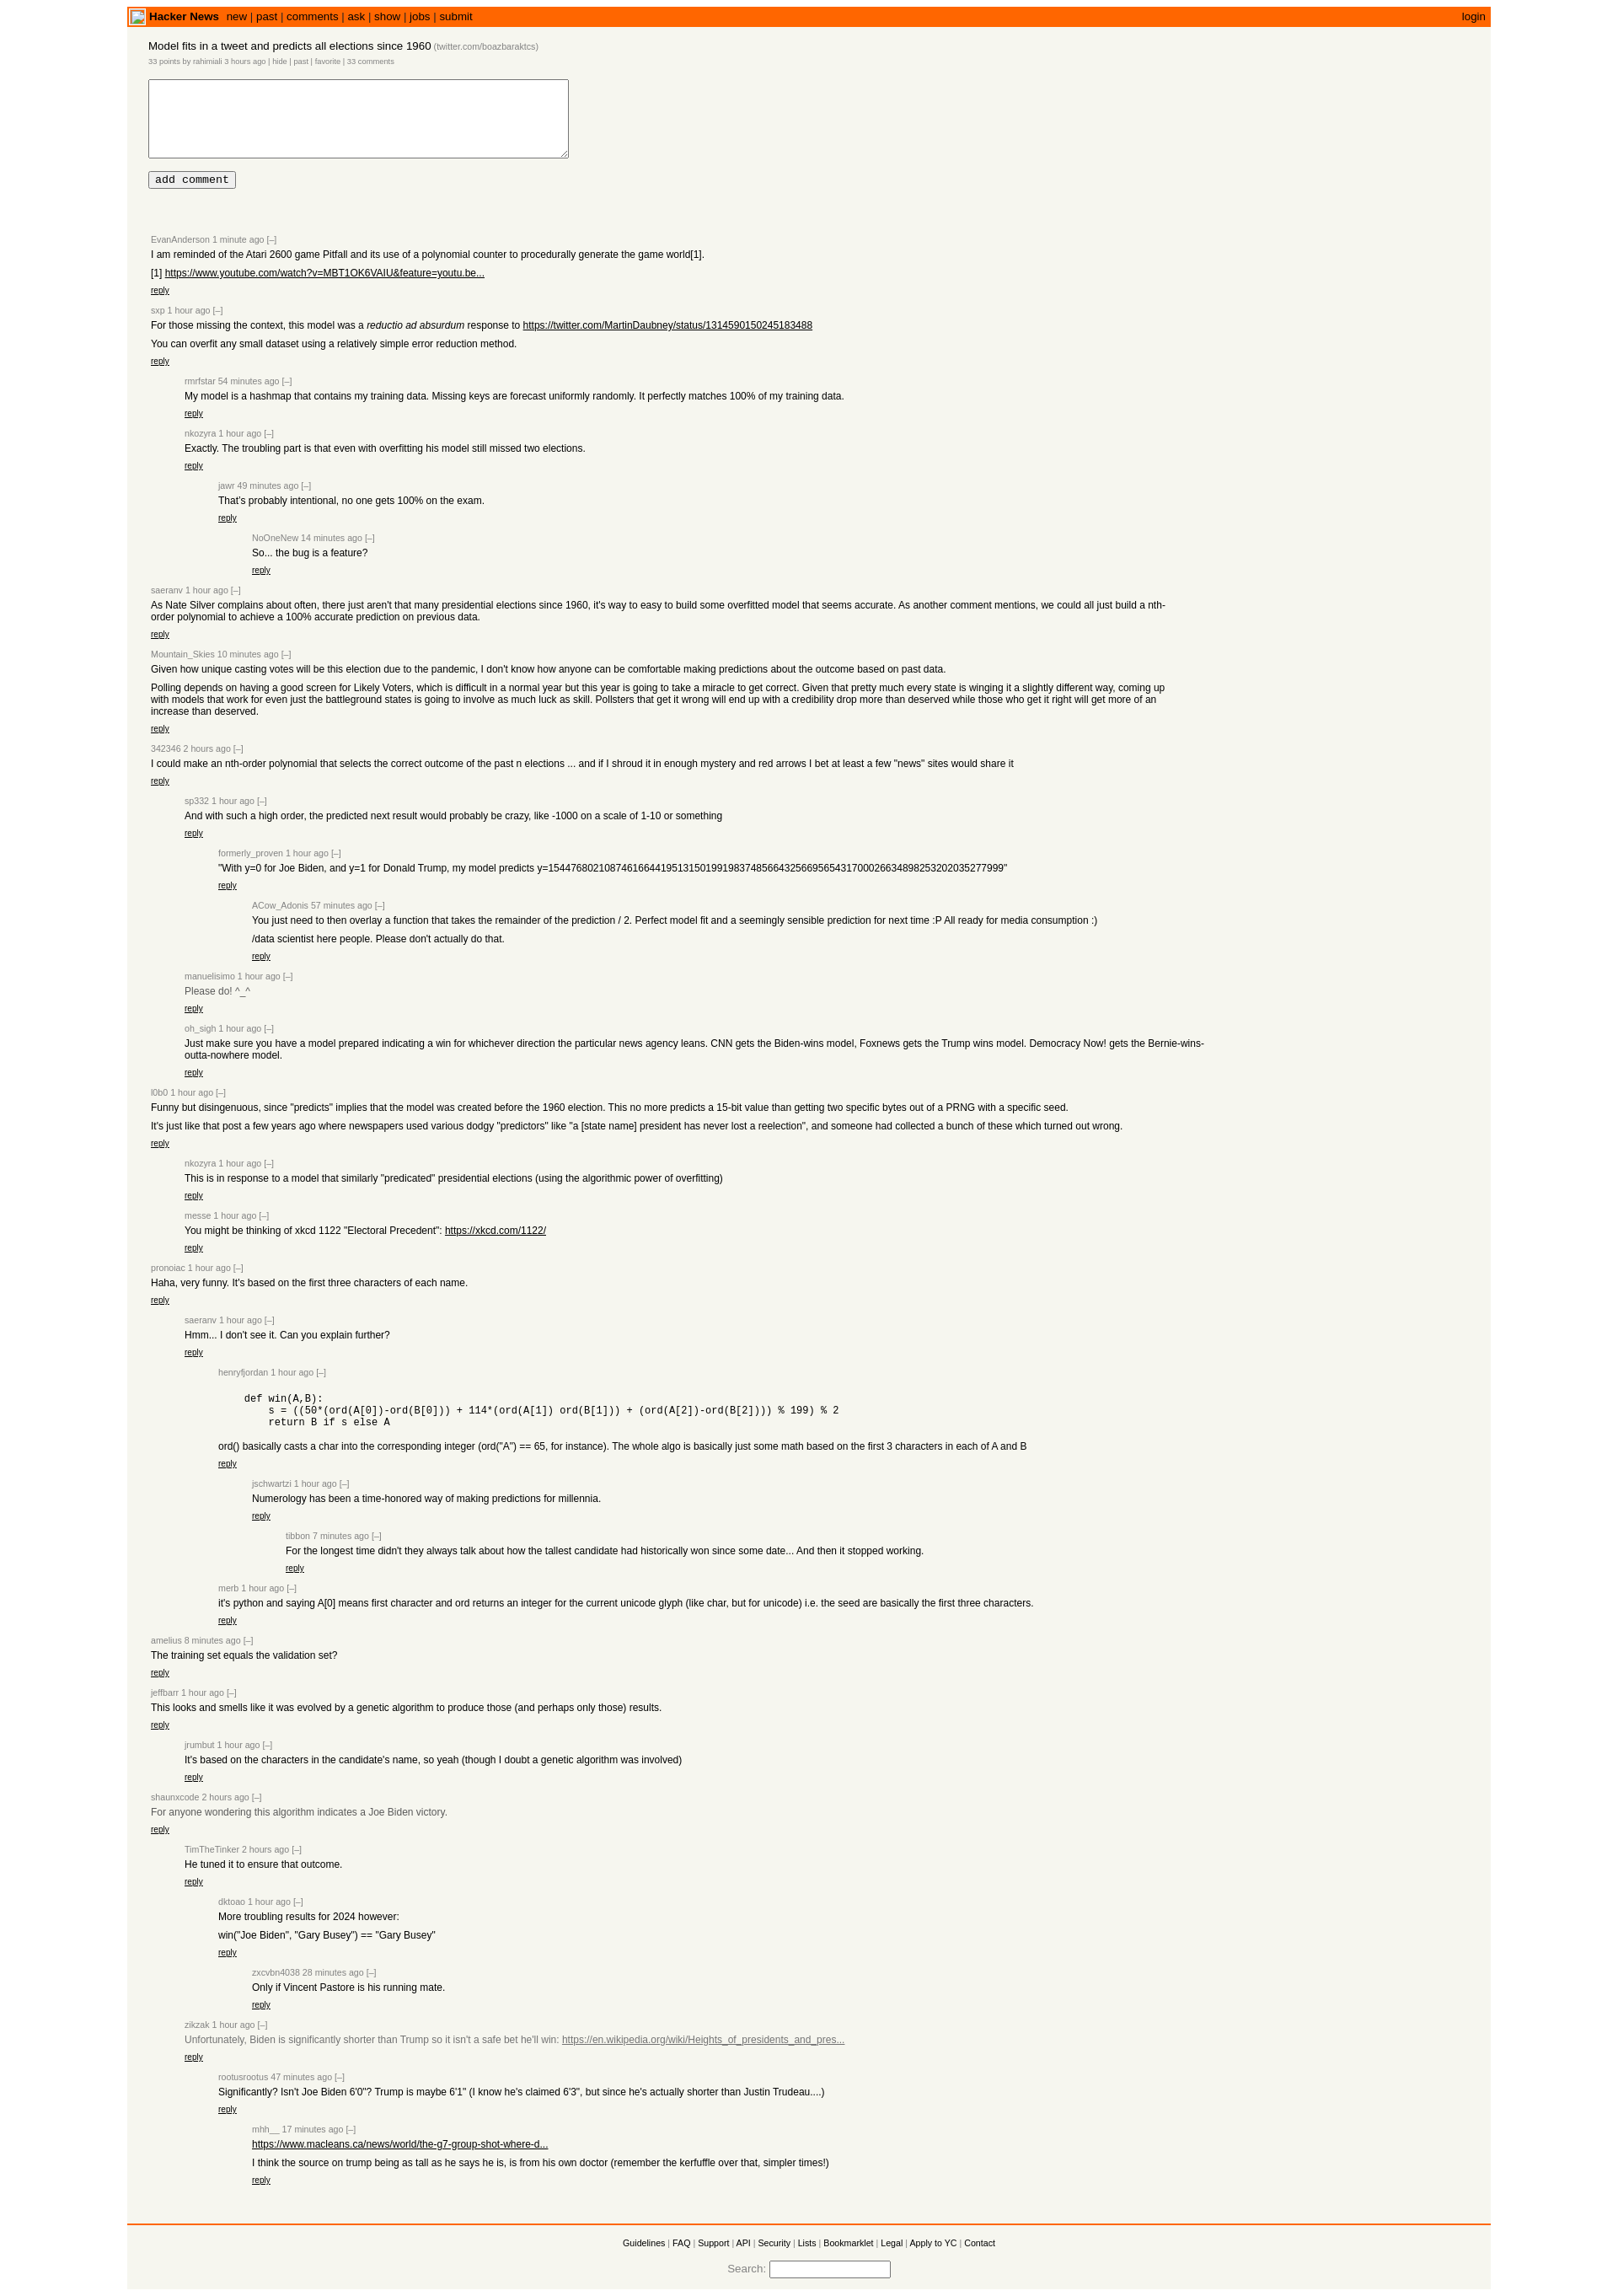 Hacker News new | past | comments | ask | show | jobs | submit login
Model fits in a tweet and predicts all elections since 1960 (twitter.com/boazbaraktcs)
33 points by rahimiali 3 hours ago | hide | past | favorite | 33 comments
add comment
EvanAnderson 1 minute ago [–]
I am reminded of the Atari 2600 game Pitfall and its use of a polynomial counter to procedurally generate the game world[1].
[1] https://www.youtube.com/watch?v=MBT1OK6VAIU&feature=youtu.be...
reply
sxp 1 hour ago [–]
For those missing the context, this model was a reductio ad absurdum response to https://twitter.com/MartinDaubney/status/1314590150245183488
You can overfit any small dataset using a relatively simple error reduction method.
reply
rmrfstar 54 minutes ago [–]
My model is a hashmap that contains my training data. Missing keys are forecast uniformly randomly. It perfectly matches 100% of my training data.
reply
nkozyra 1 hour ago [–]
Exactly. The troubling part is that even with overfitting his model still missed two elections.
reply
jawr 49 minutes ago [–]
That's probably intentional, no one gets 100% on the exam.
reply
NoOneNew 14 minutes ago [–]
So... the bug is a feature?
reply
saeranv 1 hour ago [–]
As Nate Silver complains about often, there just aren't that many presidential elections since 1960, it's way to easy to build some overfitted model that seems accurate. As another comment mentions, we could all just build a nth-
order polynomial to achieve a 100% accurate prediction on previous data.
reply
Mountain_Skies 10 minutes ago [–]
Given how unique casting votes will be this election due to the pandemic, I don't know how anyone can be comfortable making predictions about the outcome based on past data.
Polling depends on having a good screen for Likely Voters, which is difficult in a normal year but this year is going to take a miracle to get correct. Given that pretty much every state is winging it a slightly different way, coming up
with models that work for even just the battleground states is going to involve as much luck as skill. Pollsters that get it wrong will end up with a credibility drop more than deserved while those who get it right will get more of an
increase than deserved.
reply
342346 2 hours ago [–]
I could make an nth-order polynomial that selects the correct outcome of the past n elections ... and if I shroud it in enough mystery and red arrows I bet at least a few "news" sites would share it
reply
sp332 1 hour ago [–]
And with such a high order, the predicted next result would probably be crazy, like -1000 on a scale of 1-10 or something
reply
formerly_proven 1 hour ago [–]
"With y=0 for Joe Biden, and y=1 for Donald Trump, my model predicts y=15447680210874616644195131501991983748566432566956543170002663489825320203527​7999"
reply
ACow_Adonis 57 minutes ago [–]
You just need to then overlay a function that takes the remainder of the prediction / 2. Perfect model fit and a seemingly sensible prediction for next time :P All ready for media consumption :)
/data scientist here people. Please don't actually do that.
reply
manuelisimo 1 hour ago [–]
Please do! ^_^
reply
oh_sigh 1 hour ago [–]
Just make sure you have a model prepared indicating a win for whichever direction the particular news agency leans. CNN gets the Biden-wins model, Foxnews gets the Trump wins model. Democracy Now! gets the Bernie-wins-
outta-nowhere model.
reply
l0b0 1 hour ago [–]
Funny but disingenuous, since "predicts" implies that the model was created before the 1960 election. This no more predicts a 15-bit value than getting two specific bytes out of a PRNG with a specific seed.
It's just like that post a few years ago where newspapers used various dodgy "predictors" like "a [state name] president has never lost a reelection", and someone had collected a bunch of these which turned out wrong.
reply
nkozyra 1 hour ago [–]
This is in response to a model that similarly "predicated" presidential elections (using the algorithmic power of overfitting)
reply
messe 1 hour ago [–]
You might be thinking of xkcd 1122 "Electoral Precedent": https://xkcd.com/1122/
reply
pronoiac 1 hour ago [–]
Haha, very funny. It's based on the first three characters of each name.
reply
saeranv 1 hour ago [–]
Hmm... I don't see it. Can you explain further?
reply
henryfjordan 1 hour ago [–]
def win(A,B):
s = ((50*(ord(A[0])-ord(B[0])) + 114*(ord(A[1]) ord(B[1])) + (ord(A[2])-ord(B[2]))) % 199) % 2
return B if s else A
ord() basically casts a char into the corresponding integer (ord("A") == 65, for instance). The whole algo is basically just some math based on the first 3 characters in each of A and B
reply
jschwartzi 1 hour ago [–]
Numerology has been a time-honored way of making predictions for millennia.
reply
tibbon 7 minutes ago [–]
For the longest time didn't they always talk about how the tallest candidate had historically won since some date... And then it stopped working.
reply
merb 1 hour ago [–]
it's python and saying A[0] means first character and ord returns an integer for the current unicode glyph (like char, but for unicode) i.e. the seed are basically the first three characters.
reply
amelius 8 minutes ago [–]
The training set equals the validation set?
reply
jeffbarr 1 hour ago [–]
This looks and smells like it was evolved by a genetic algorithm to produce those (and perhaps only those) results.
reply
jrumbut 1 hour ago [–]
It's based on the characters in the candidate's name, so yeah (though I doubt a genetic algorithm was involved)
reply
shaunxcode 2 hours ago [–]
For anyone wondering this algorithm indicates a Joe Biden victory.
reply
TimTheTinker 2 hours ago [–]
He tuned it to ensure that outcome.
reply
dktoao 1 hour ago [–]
More troubling results for 2024 however:
win("Joe Biden", "Gary Busey") == "Gary Busey"
reply
zxcvbn4038 28 minutes ago [–]
Only if Vincent Pastore is his running mate.
reply
zikzak 1 hour ago [–]
Unfortunately, Biden is significantly shorter than Trump so it isn't a safe bet he'll win: https://en.wikipedia.org/wiki/Heights_of_presidents_and_pres...
reply
rootusrootus 47 minutes ago [–]
Significantly? Isn't Joe Biden 6'0"? Trump is maybe 6'1" (I know he's claimed 6'3", but since he's actually shorter than Justin Trudeau....)
reply
mhh__ 17 minutes ago [–]
https://www.macleans.ca/news/world/the-g7-group-shot-where-d...
I think the source on trump being as tall as he says he is, is from his own doctor (remember the kerfuffle over that, simpler times!)
reply
Guidelines | FAQ | Support | API | Security | Lists | Bookmarklet | Legal | Apply to YC | Contact
Search: